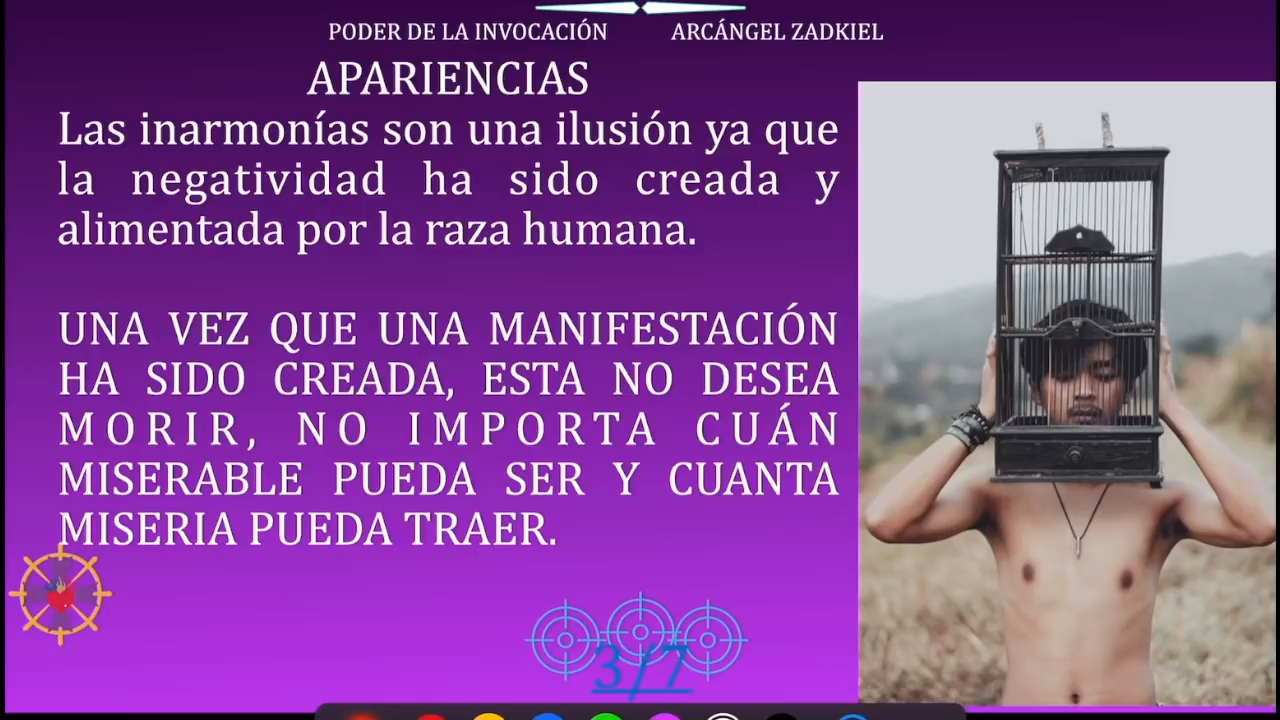 PODER DE LA INVOCACIÓN ARCÁNGEL ZADKIEL
APARIENCIAS
Las inarmonías son una ilusión ya que
la negatividad ha sido creada y
alimentada por la raza humana.
UNA VEZ QUE UNA MANIFESTACIÓN
HA SIDO CREADA, ESTA NO DESEA
MORIR, NO IMPORTA CUÁN
MISERABLE PUEDA SER Y CUANTA
MISERIA PUEDA TRAER.
3/7